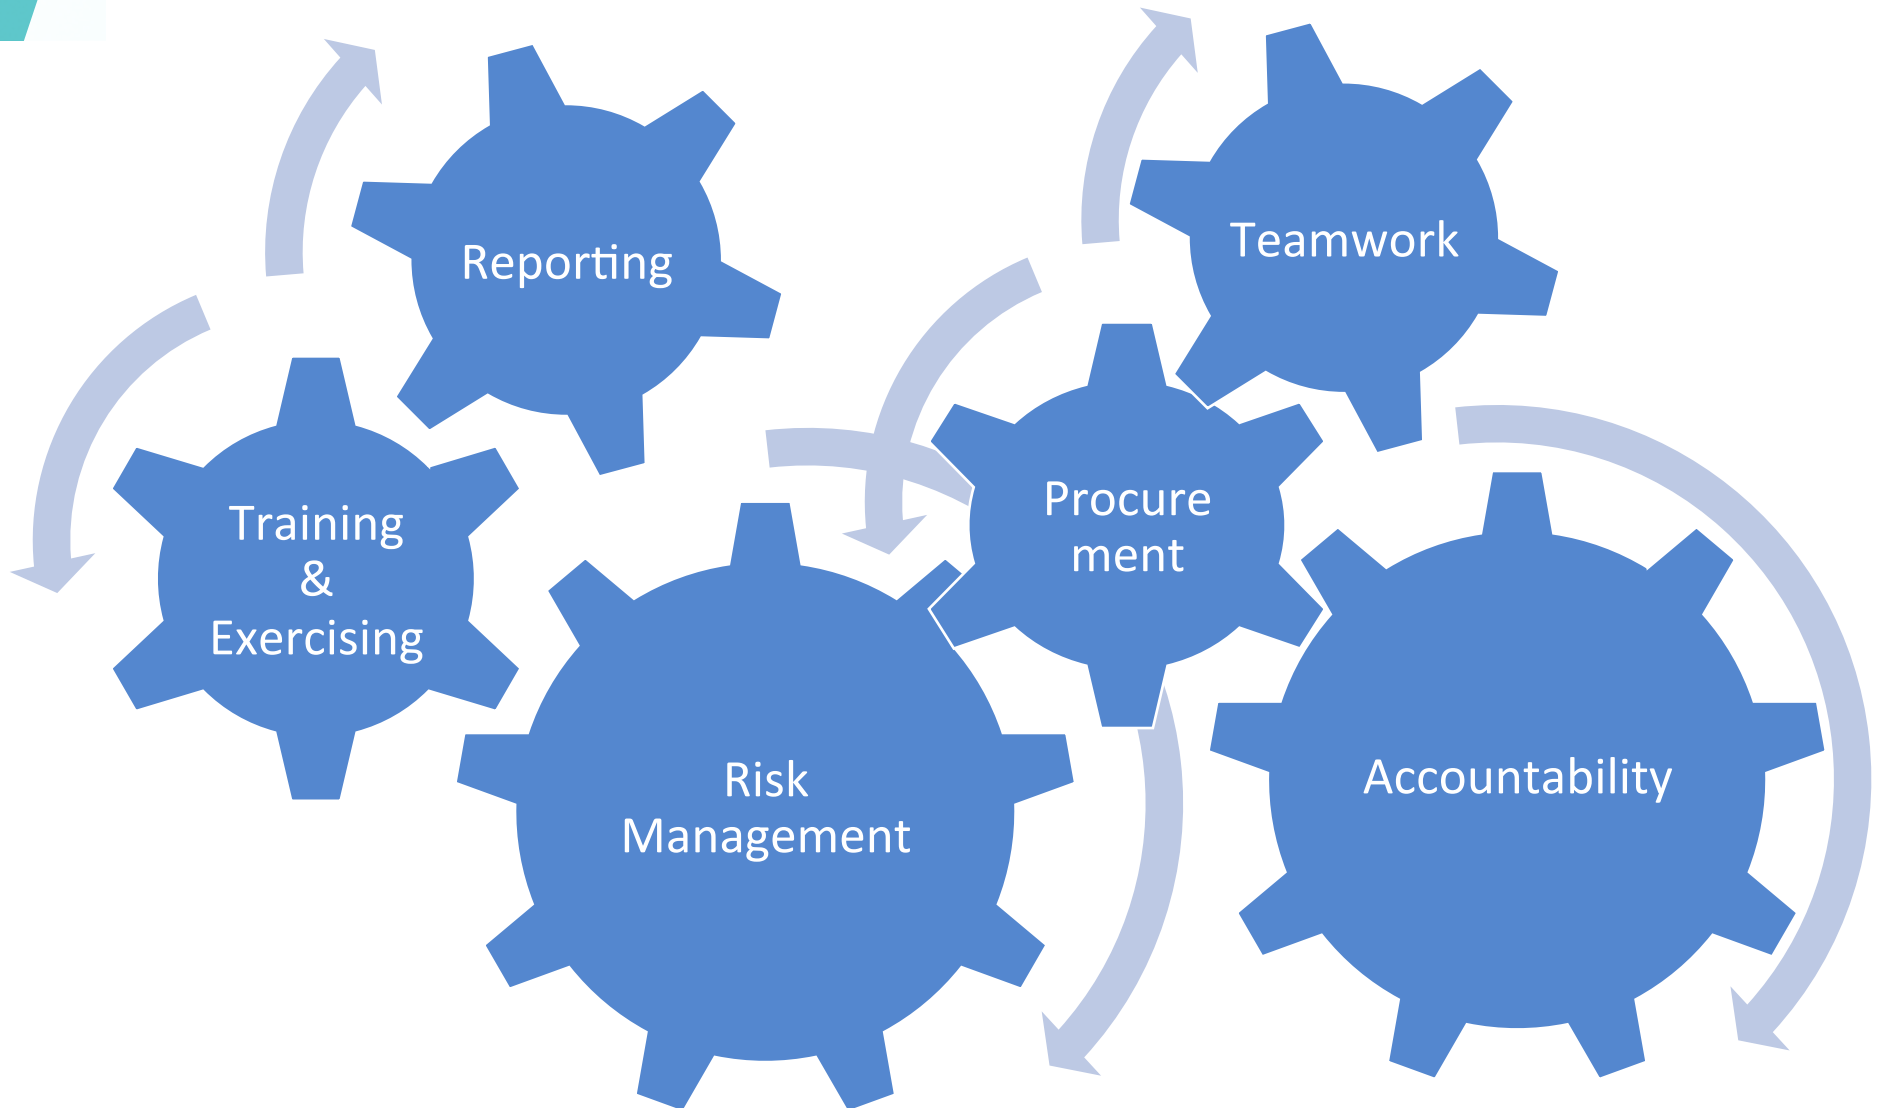 Reporting
Teamwork
Training
&
Exercising
Procure
ment
Risk
Management
Accountability